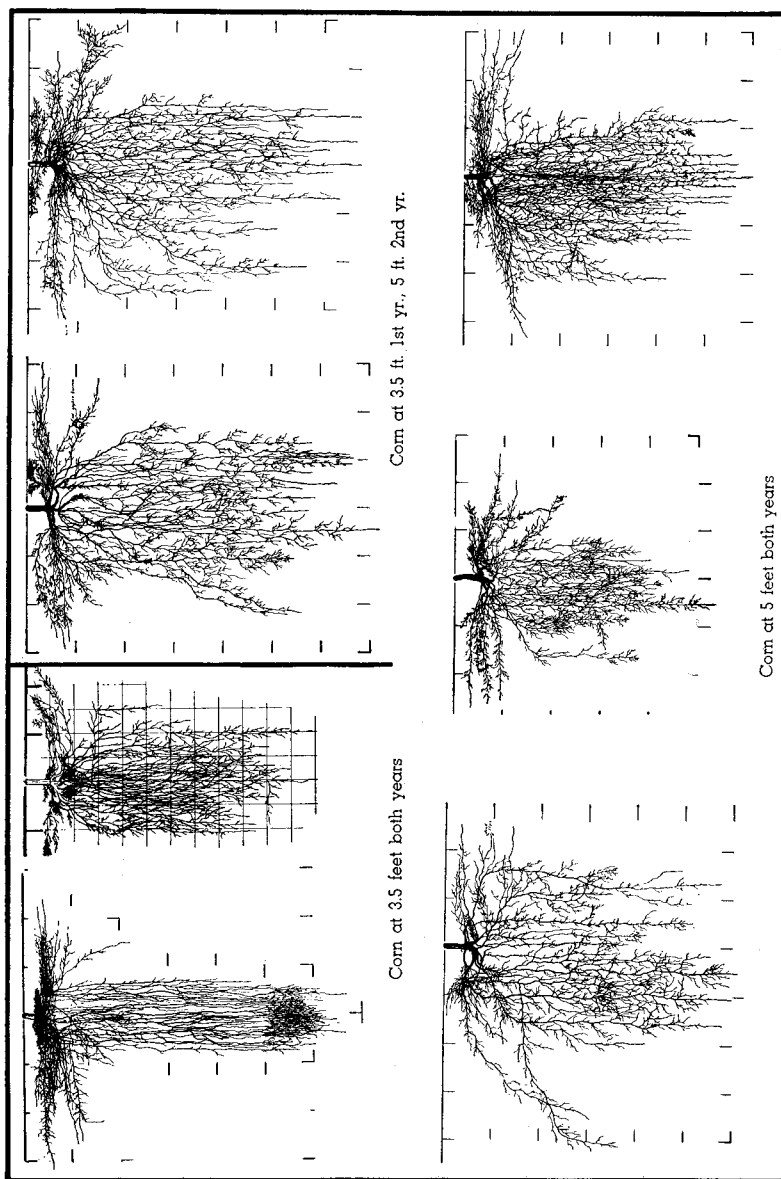 Corn at 3.5 feet both years
Corn at 3.5 ft. 1st yr., 5 ft. 2nd yr.
Corn at 5 feet both years